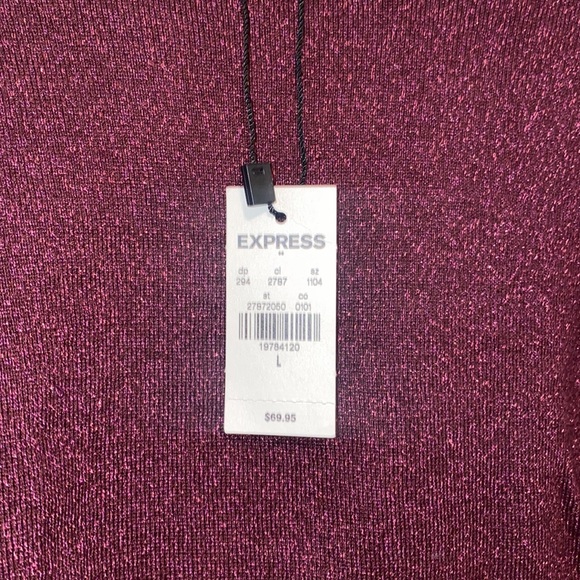 EXPRESS
dp cl sz
294 2787 1104
st co
27872060 0101
19784120
L
$69.95